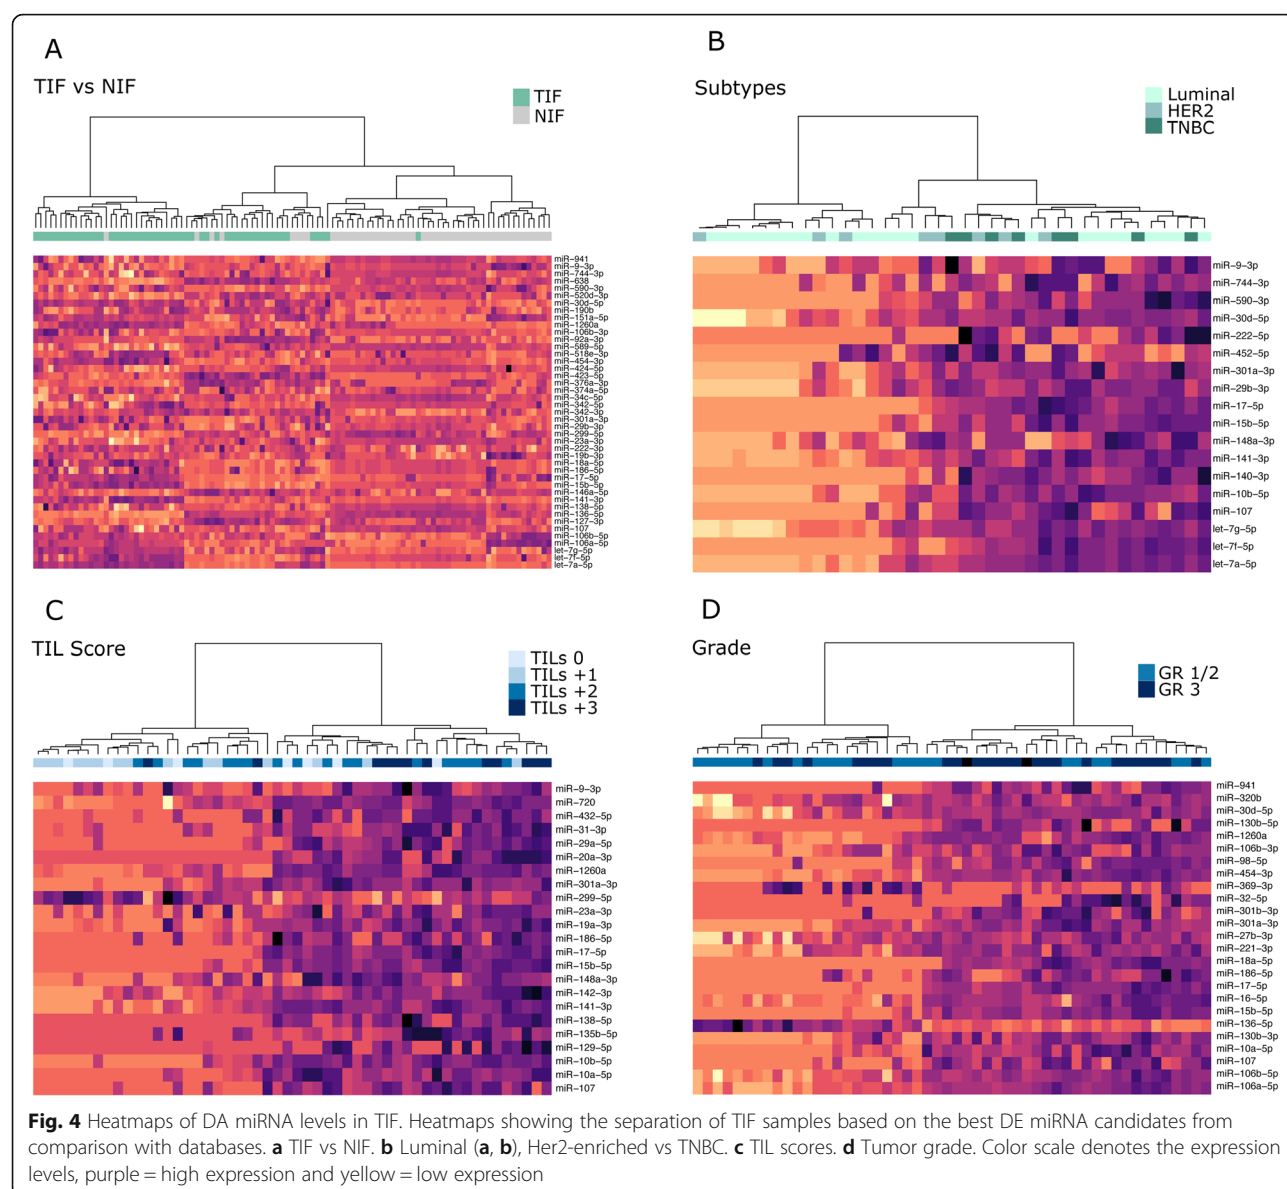 A
TIF vs NIF
TIF
NIF
miR-941
miR-9-3p
miR-744-3p
miR-638
miR-590-3p
miR-520d-3p
miR-30d-5p
miR-190b
miR-151a-5p
miR-1260a
miR-106b-3p
miR-92a-3p
miR-589-5p
miR-518e-3p
miR-454-3p
miR-424-5p
miR-423-5p
miR-376a-3p
miR-374a-5p
miR-34c-5p
miR-342-5p
miR-342-3p
miR-301a-3p
miR-29b-3p
miR-299-5p
miR-23a-3p
miR-222-3p
miR-19b-3p
miR-18a-5p
miR-186-5p
miR-17-5p
miR-15b-5p
miR-146a-5p
miR-141-3p
miR-138-5p
miR-136-5p
miR-127-3p
miR-107
miR-106b-5p
miR-106a-5p
let-7g-5p
let-7f-5p
let-7a-5p
B
Subtypes
Luminal
HER2
TNBC
miR-9-3p
miR-744-3p
miR-590-3p
miR-30d-5p
miR-222-5p
miR-452-5p
miR-301a-3p
miR-29b-3p
miR-17-5p
miR-15b-5p
miR-148a-3p
miR-141-3p
miR-140-3p
miR-10b-5p
miR-107
let-7g-5p
let-7f-5p
let-7a-5p
C
TIL Score
TILs 0
TILs +1
TILs +2
TILs +3
miR-9-3p
miR-720
miR-432-5p
miR-31-3p
miR-29a-5p
miR-20a-3p
miR-1260a
miR-301a-3p
miR-299-5p
miR-23a-3p
miR-19a-3p
miR-186-5p
miR-17-5p
miR-15b-5p
miR-148a-3p
miR-142-3p
miR-141-3p
miR-138-5p
miR-135b-5p
miR-129-5p
miR-10b-5p
miR-10a-5p
miR-107
D
Grade
GR 1/2
GR 3
miR-941
miR-320b
miR-30d-5p
miR-130b-5p
miR-1260a
miR-106b-3p
miR-98-5p
miR-454-3p
miR-369-3p
miR-32-5p
miR-301b-3p
miR-301a-3p
miR-27b-3p
miR-221-3p
miR-18a-5p
miR-186-5p
miR-17-5p
miR-16-5p
miR-15b-5p
miR-136-5p
miR-130b-3p
miR-10a-5p
miR-107
miR-106b-5p
miR-106a-5p
Fig. 4 Heatmaps of DA miRNA levels in TIF. Heatmaps showing the separation of TIF samples based on the best DE miRNA candidates from
comparison with databases. a TIF vs NIF. b Luminal (a, b), Her2-enriched vs TNBC. c TIL scores. d Tumor grade. Color scale denotes the expression
levels, purple = high expression and yellow = low expression